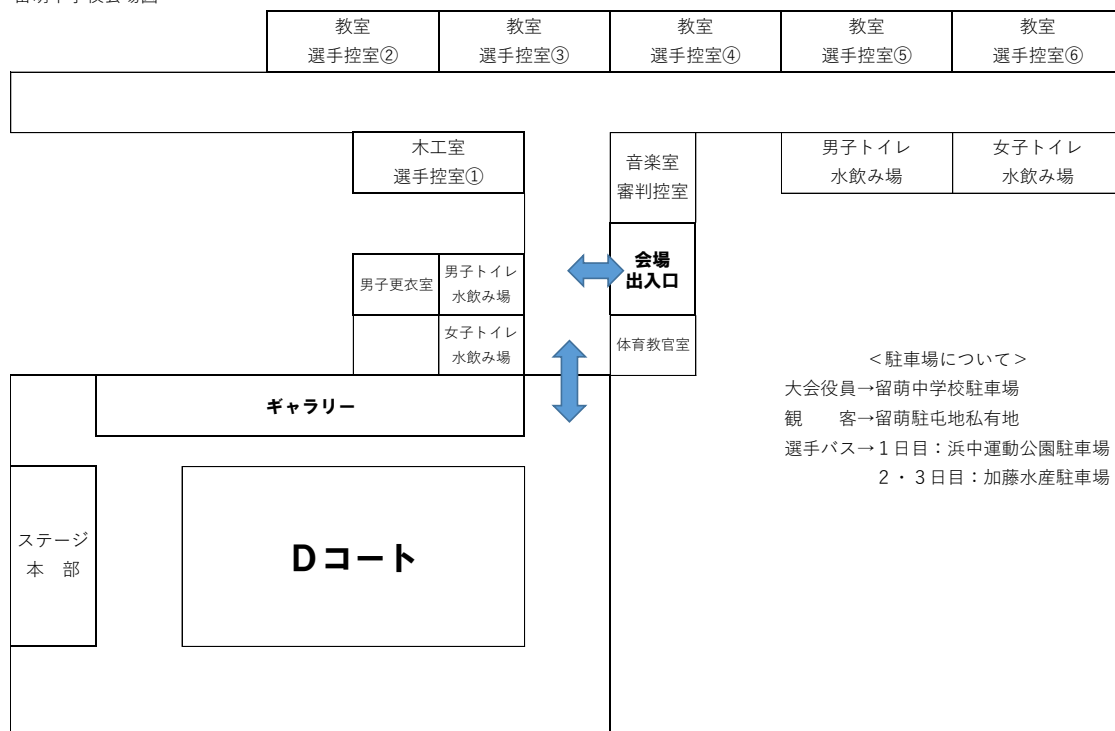 教室
選手控室②
教室
選手控室③
教室
選手控室④
教室
選手控室⑤
教室
選手控室⑥
木工室
選手控室①
音楽室
審判控室
男子トイレ
水飲み場
女子トイレ
水飲み場
会場
出入口
男子更衣室
男子トイレ
水飲み場
女子トイレ
水飲み場
体育教官室
<駐車場について>
大会役員→留萌中学校駐車場
観　　客→留萌駐屯地私有地
選手バス→１日目：浜中運動公園駐車場
２・３日目：加藤水産駐車場
ギャラリー
ステージ
本　部
Dコート